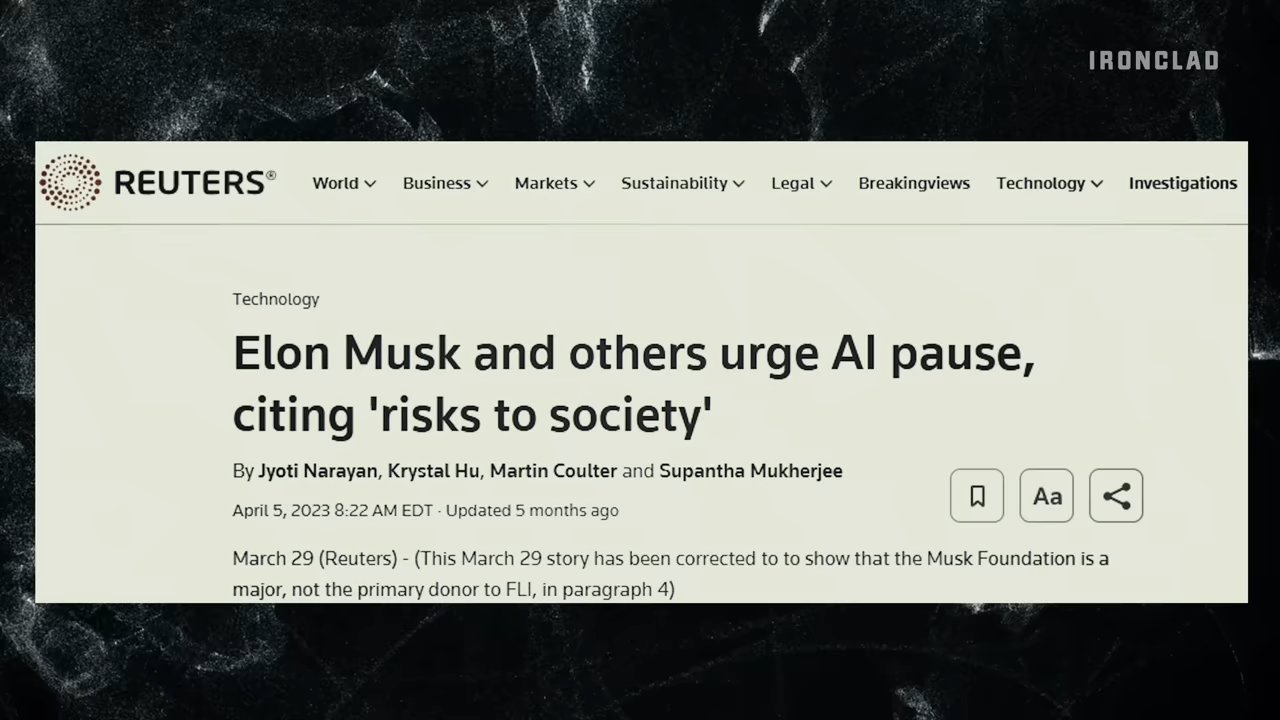 IRONCLAD
REUTERS®
World Business Markets Sustainability Legal Breakingviews Technology Investigations
Technology
Elon Musk and others urge AI pause,
citing 'risks to society'
By Jyoti Narayan, Krystal Hu, Martin Coulter and Supantha Mukherjee
April 5, 2023 8:22 AM EDT · Updated 5 months ago
Aa
March 29 (Reuters) - (This March 29 story has been corrected to to show that the Musk Foundation is a
major, not the primary donor to FLI, in paragraph 4)